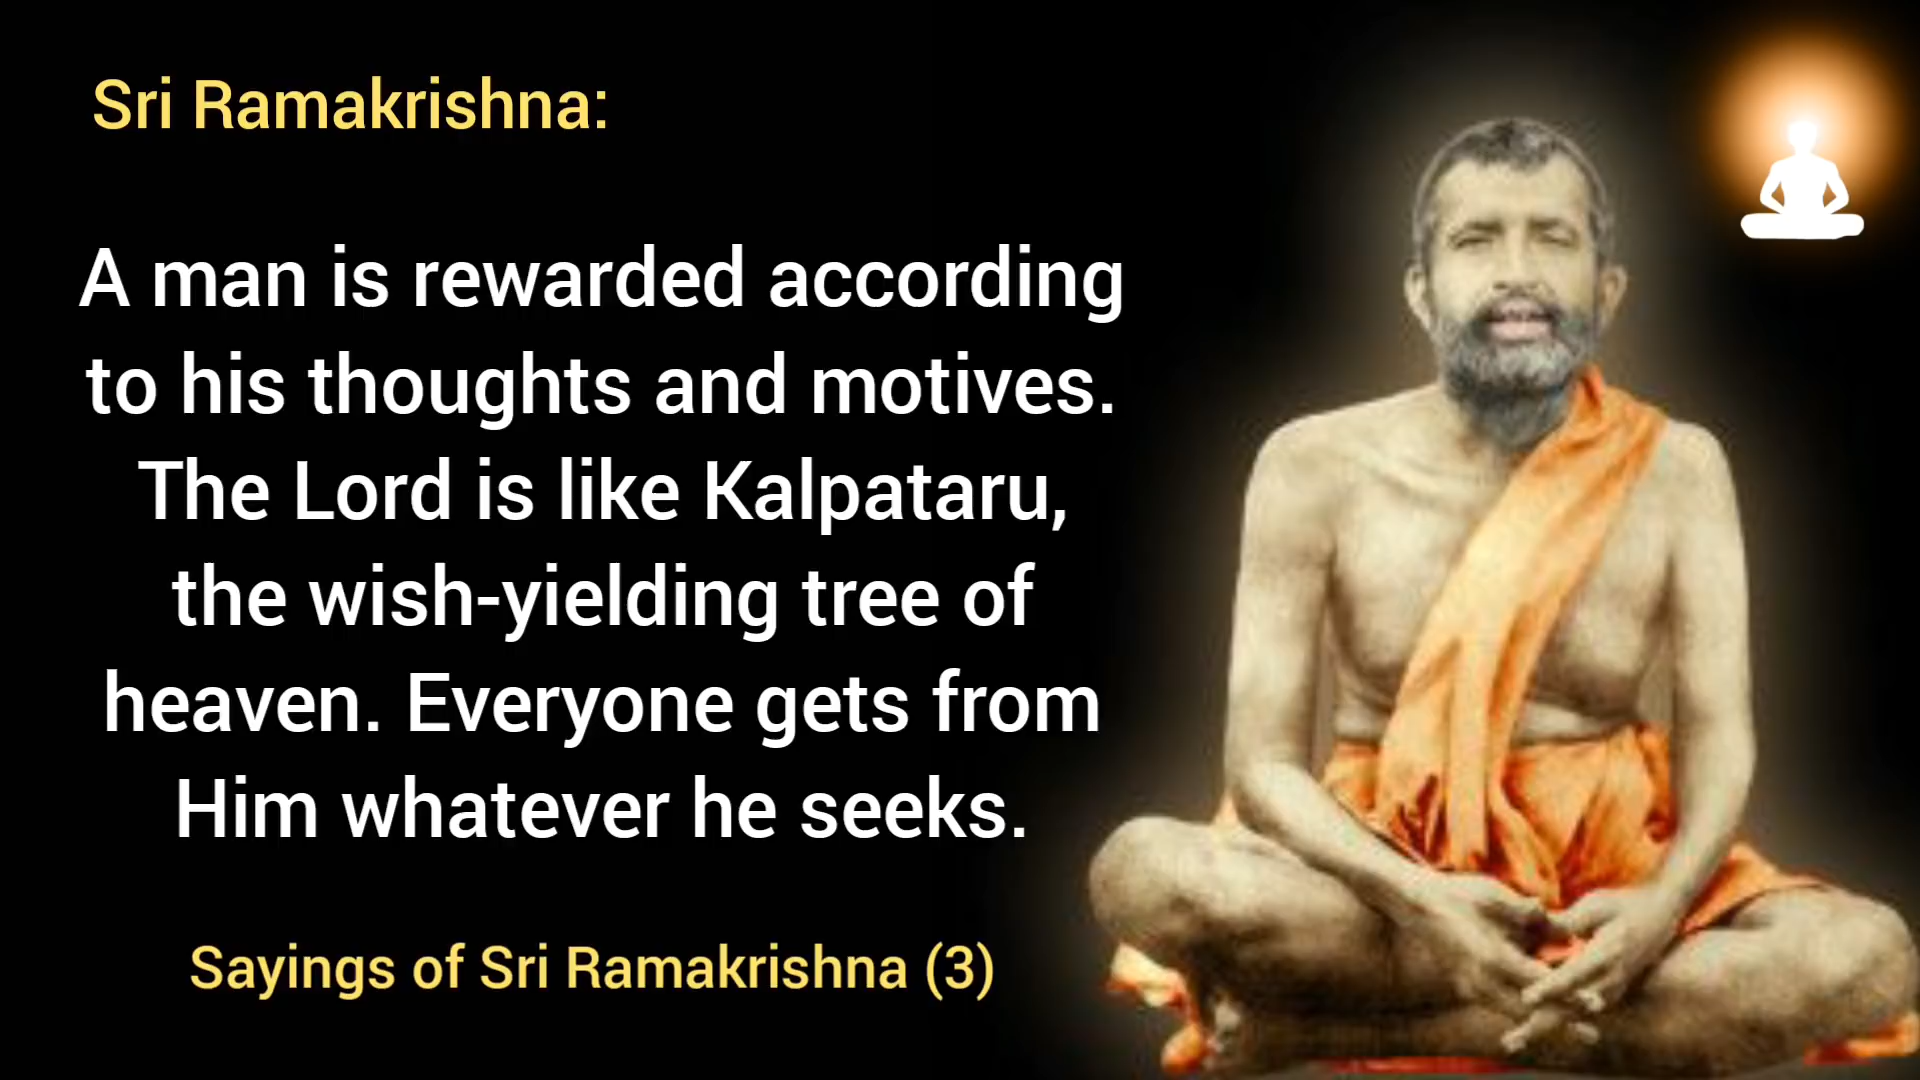 Sri Ramakrishna:
A man is rewarded according
to his thoughts and motives.
The Lord is like Kalpataru,
the wish-yielding tree of
heaven. Everyone gets from
Him whatever he seeks.
Sayings of Sri Ramakrishna (3)